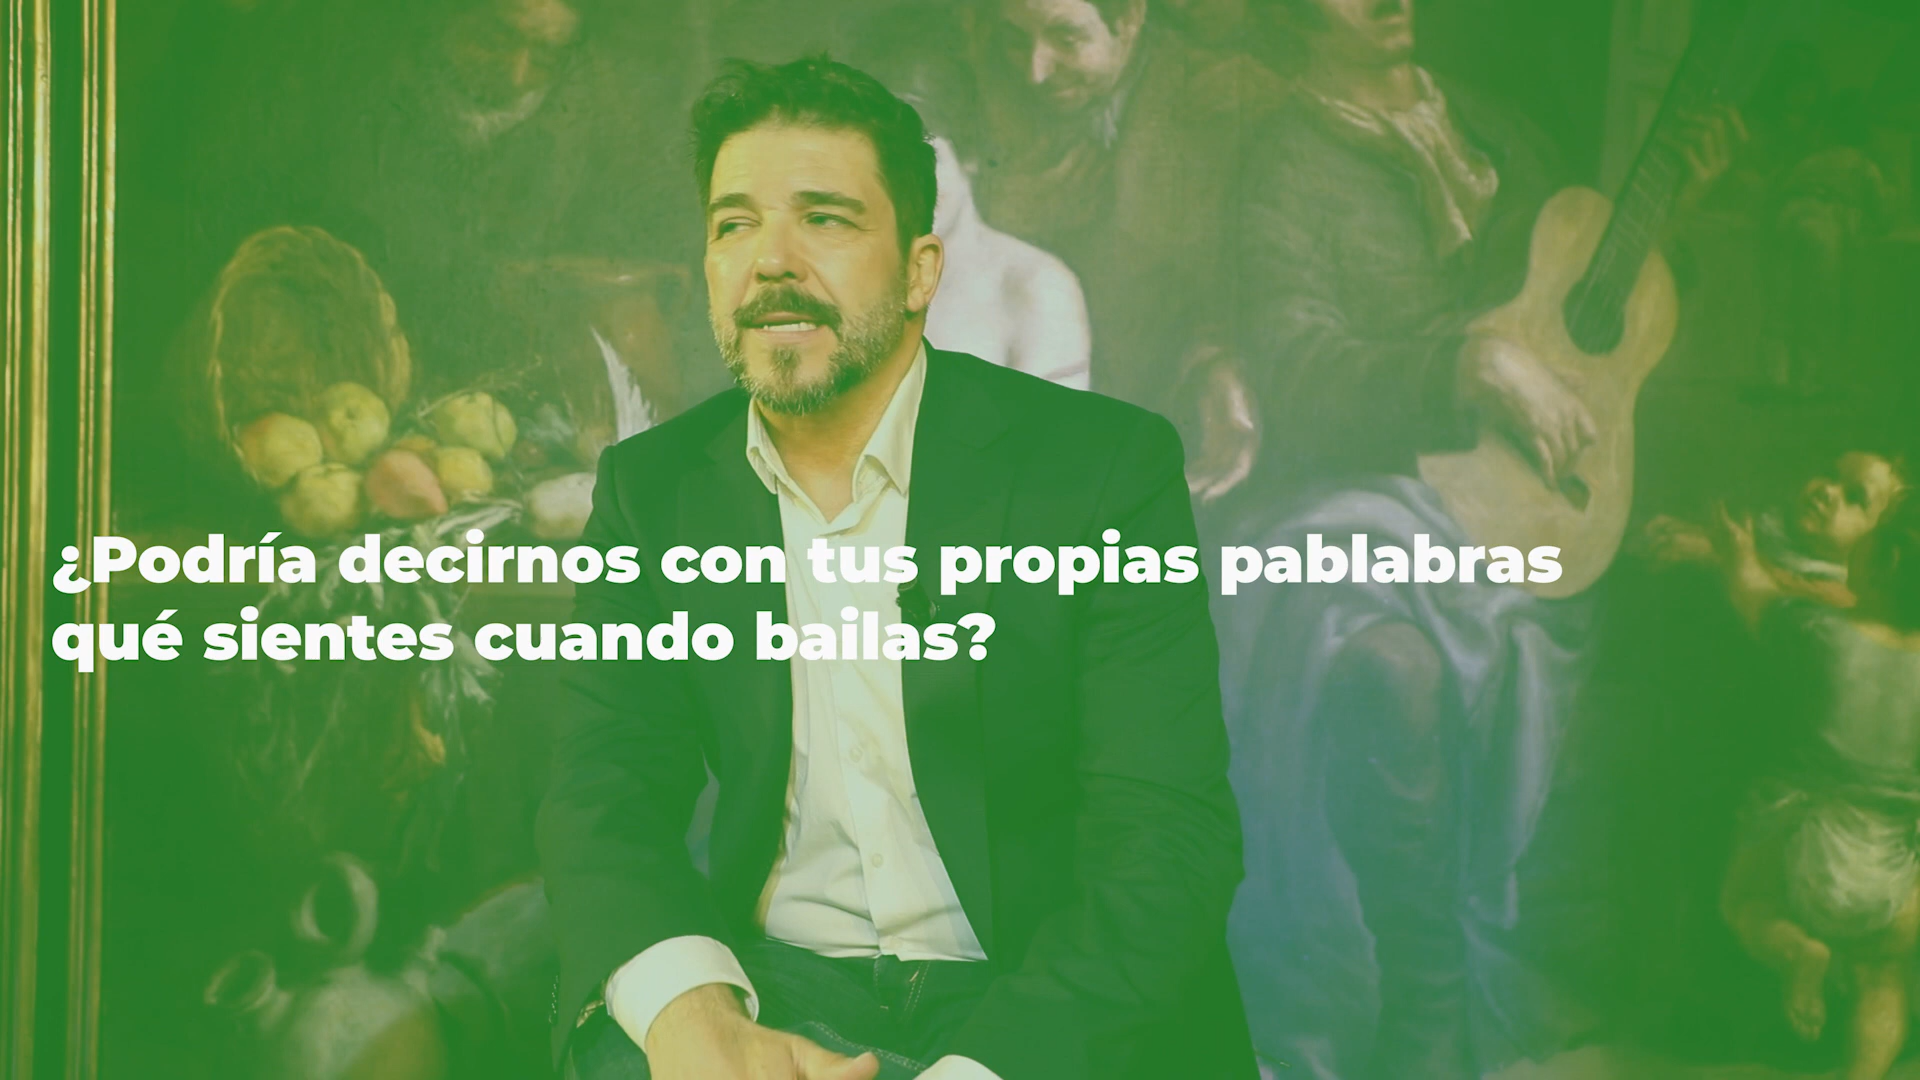 ¿Podría decirnos con tus propias pablabras
qué sientes cuando bailas?